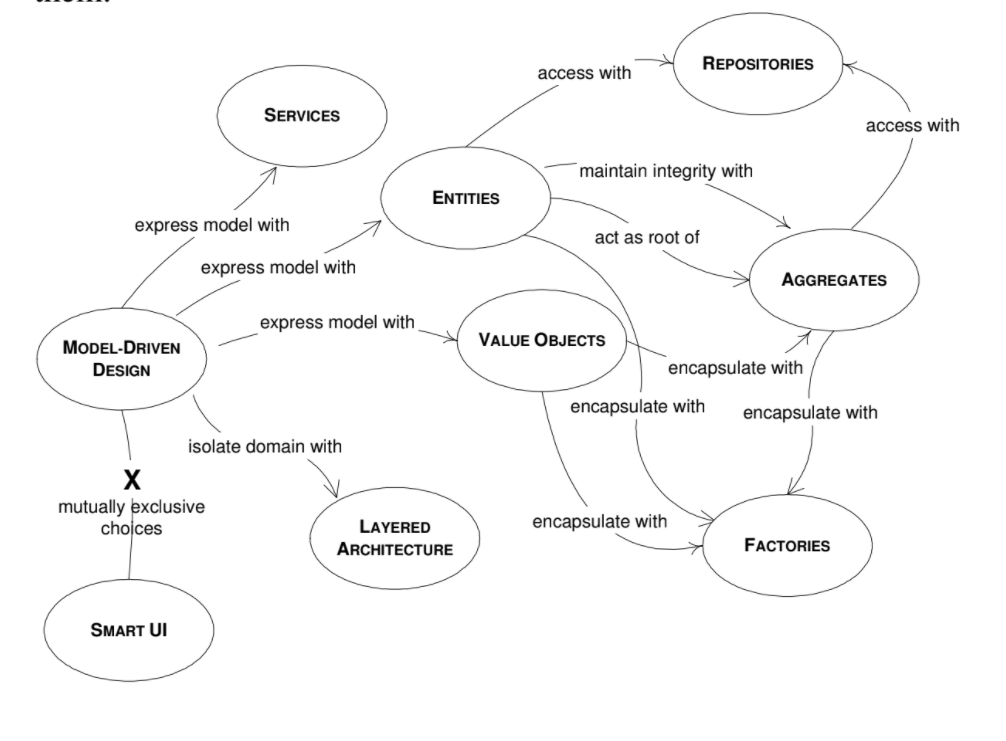 them.
REPOSITORIES
access with
SERVICES
access with
maintain integrity with
ENTITIES
express model with
act as root of
express model with
AGGREGATES
express model with
VALUE OBJECTS
MODEL-DRIVEN
DESIGN
encapsulate with
encapsulate with
encapsulate with
isolate domain with
X
mutually exclusive
choices
encapsulate with
LAYERED
ARCHITECTURE
FACTORIES
SMART UI